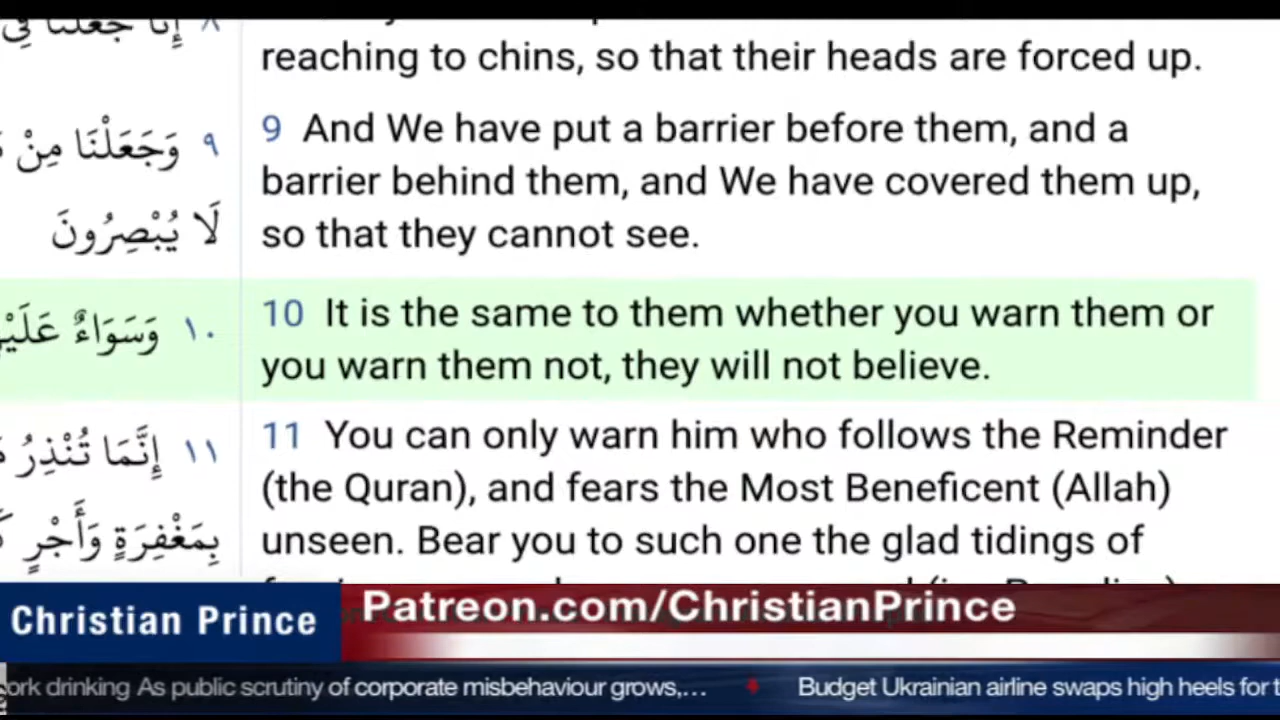 ٨ إِنَّا جَعَلْنَا فِي
reaching to chins, so that their heads are forced up.
٩ وَجَعَلْنَا مِنْ
9 And We have put a barrier before them, and a
barrier behind them, and We have covered them up,
لَا يُبْصِرُونَ
so that they cannot see.
١٠ وَسَوَاءٌ
10 It is the same to them whether you warn them or
you warn them not, they will not believe.
١١ إِنَّمَا تُنْذِرُ
11 You can only warn him who follows the Reminder
(the Quran), and fears the Most Beneficent (Allah)
بِمَغْفِرَةٍ وَأَجْرٍ
unseen. Bear you to such one the glad tidings of
Christian Prince
Patreon.com/ChristianPrince
ork drinking As public scrutiny of corporate misbehaviour grows,... Budget Ukrainian airline swaps high heels for t